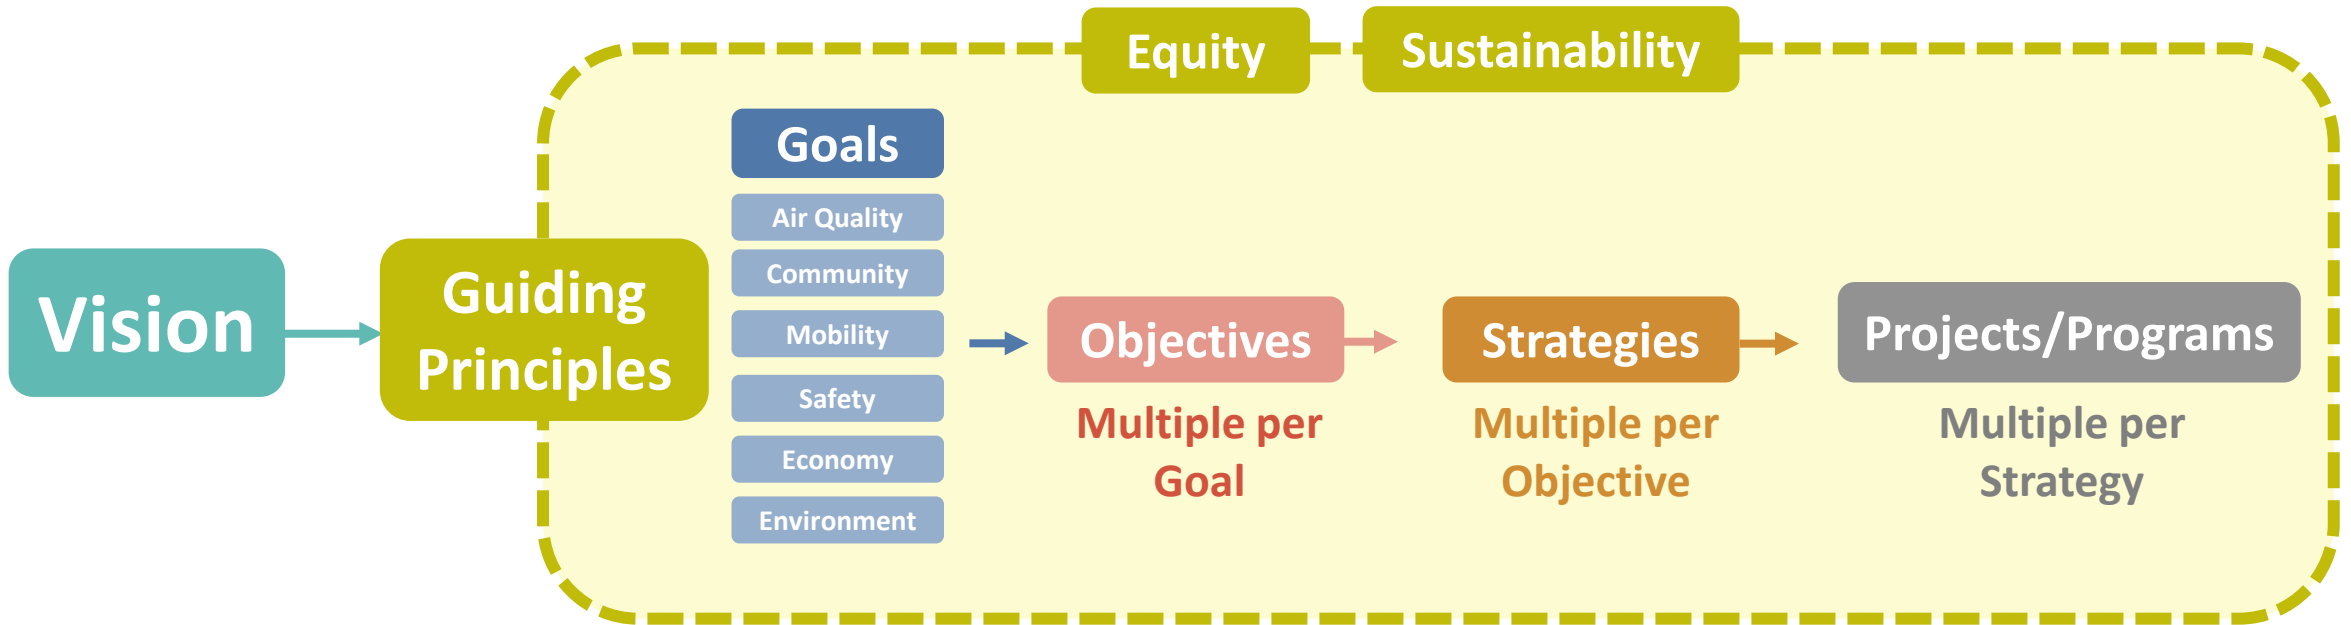 Equity
Sustainability
Vision
Guiding
Principles
Goals
Air Quality
Community
Mobility
Safety
Economy
Environment
Objectives
Multiple per
Goal
Strategies
Multiple per
Objective
Projects/Programs
Multiple per
Strategy